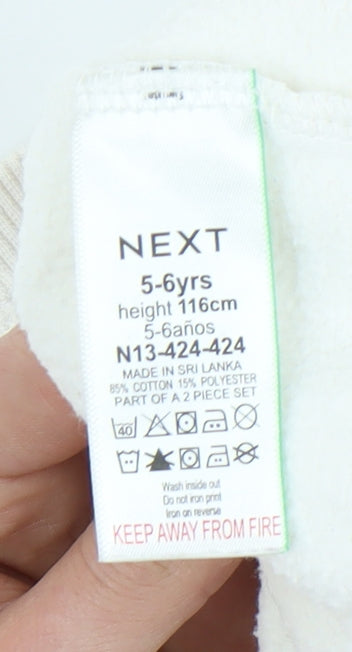 NEXT
5-6yrs
height 116cm
5-6años
N13-424-424
MADE IN SRI LANKA
85% COTTON 15% POLYESTER
PART OF A 2 PIECE SET
40
Wash inside out
Do not iron print
Iron on reverse
KEEP AWAY FROM FIRE